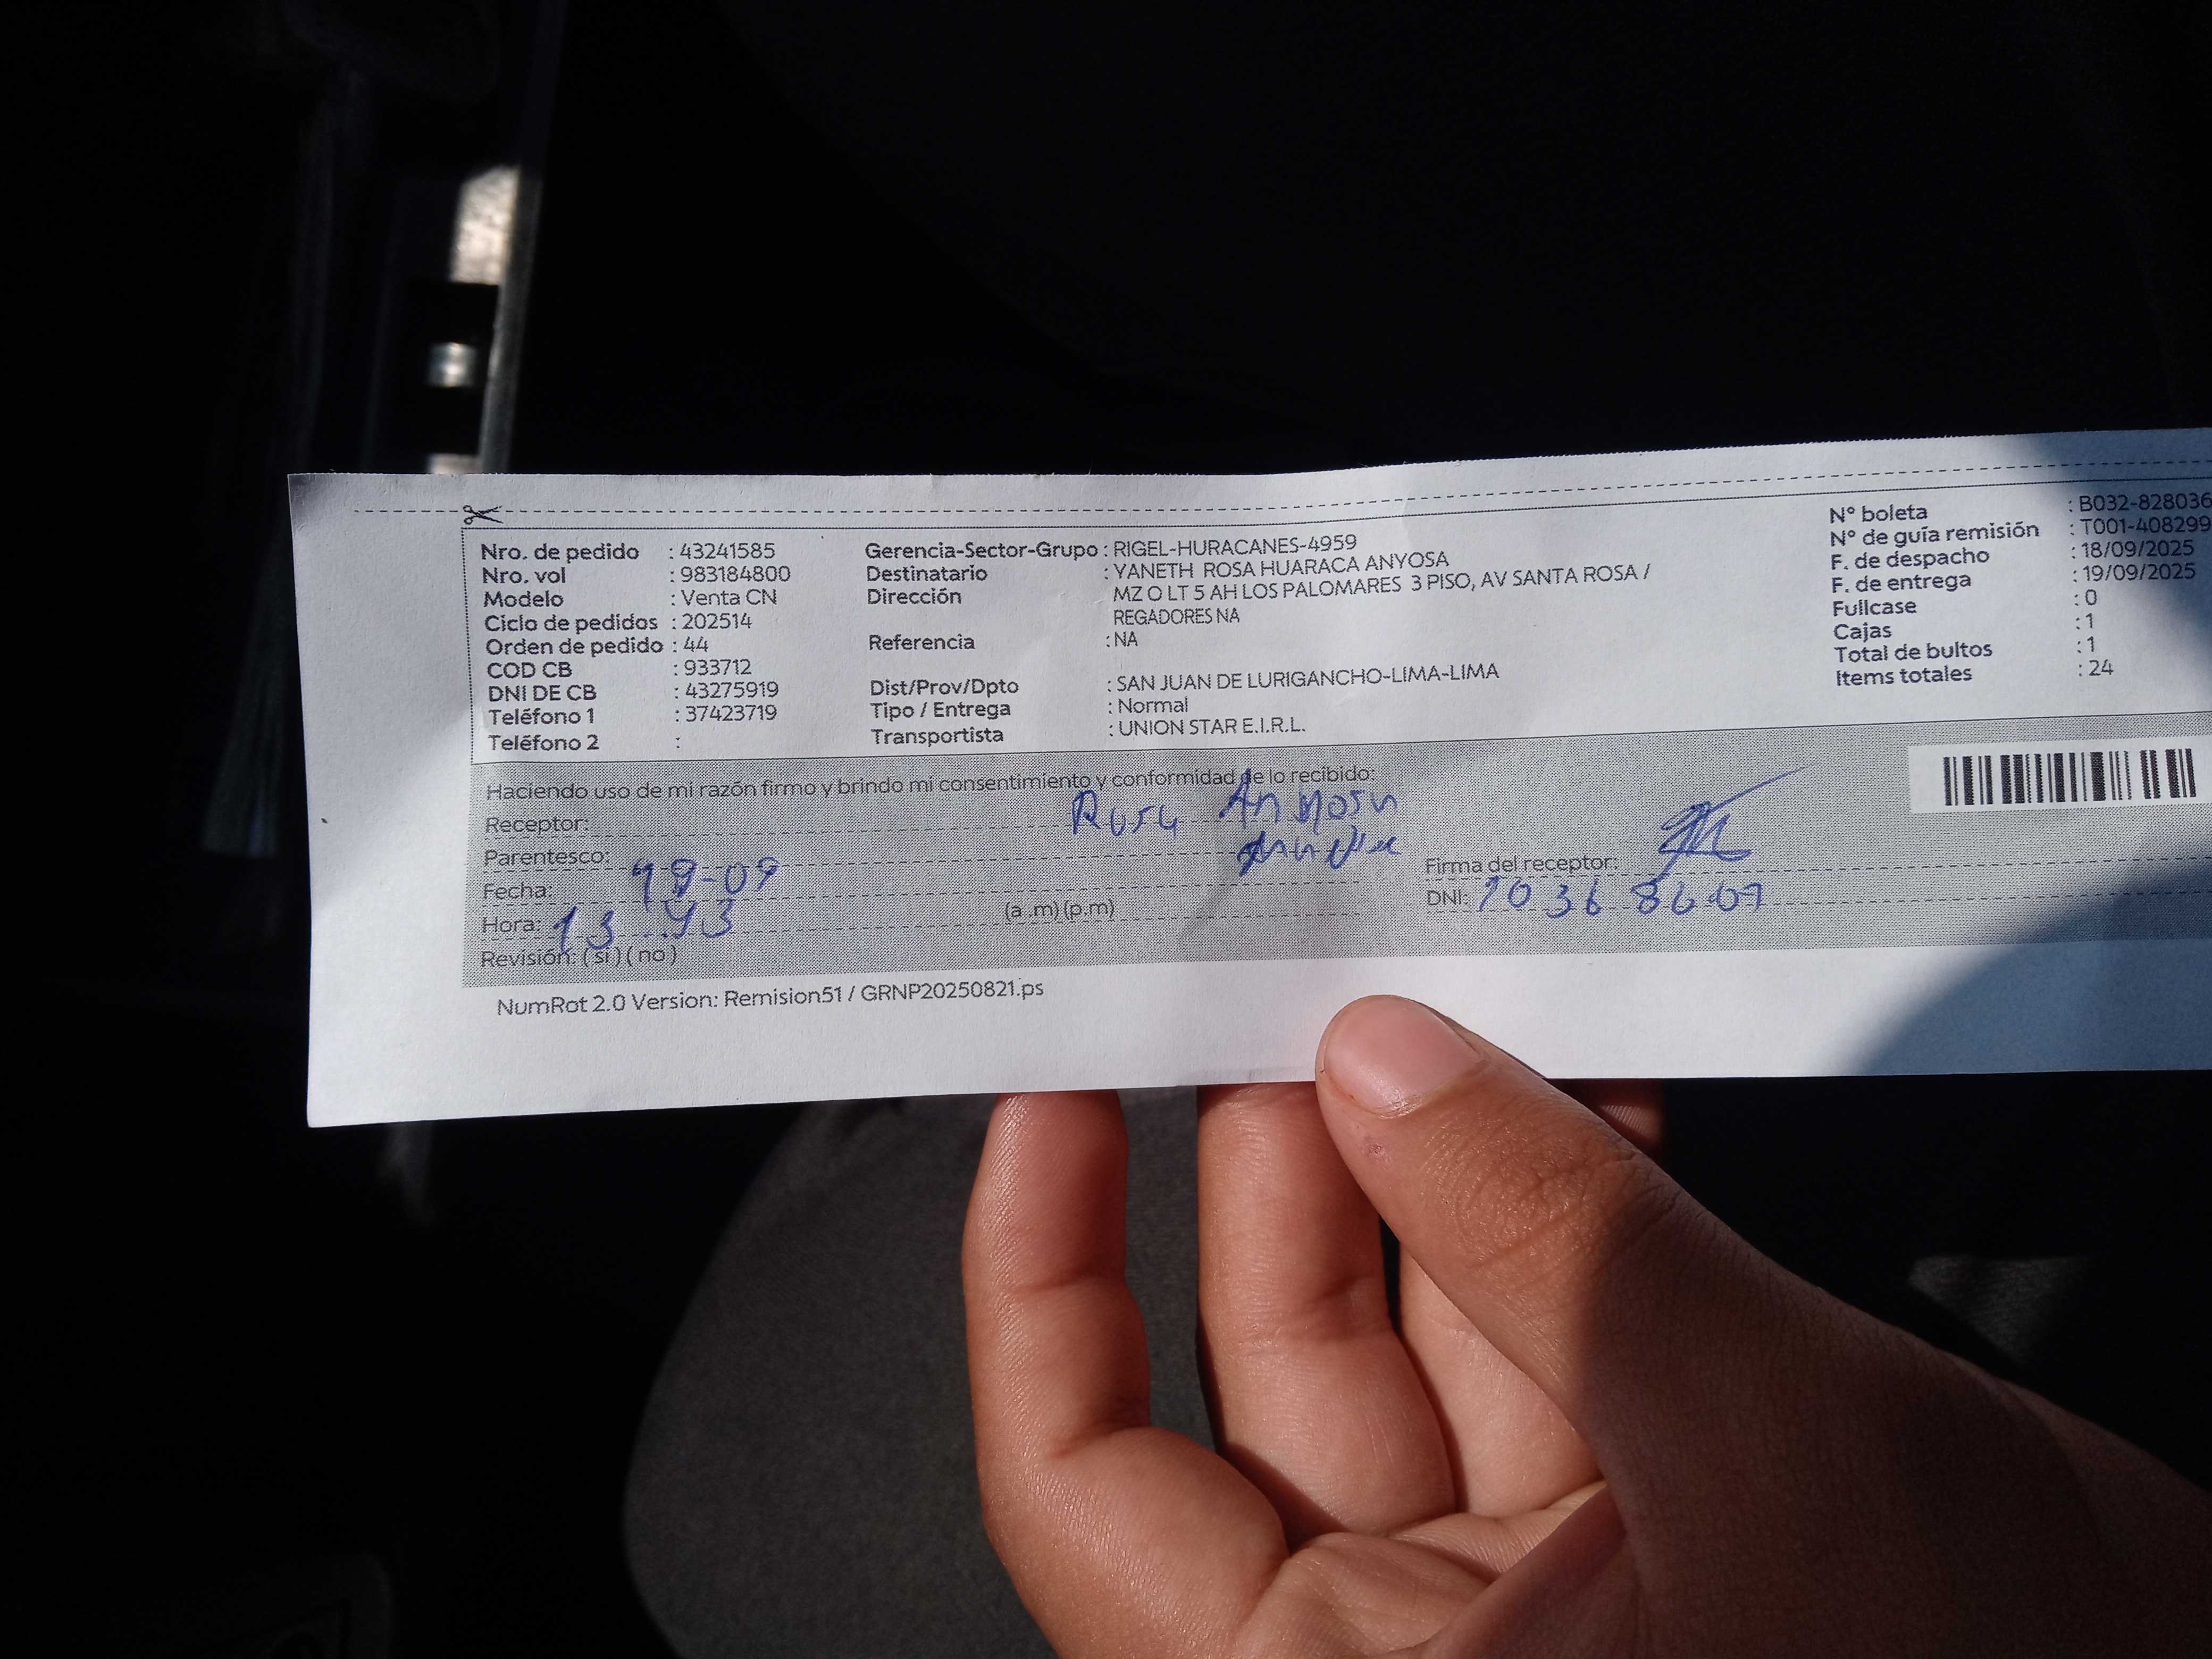 Nro. de pedido : 43241585
Nro. vol : 983184800
Modelo : Venta CN
Ciclo de pedidos : 202514
Orden de pedido : 44
COD CB : 933712
DNI DE CB : 43275919
Teléfono 1 : 37423719
Teléfono 2 :
Gerencia-Sector-Grupo : RIGEL-HURACANES-4959
Destinatario : YANETH ROSA HUARACA ANYOSA
Dirección MZ O LT 5 AH LOS PALOMARES 3 PISO, AV SANTA ROSA /
REGADORES NA
Referencia : NA
Dist/Prov/Dpto : SAN JUAN DE LURIGANCHO-LIMA-LIMA
Tipo / Entrega : Normal
Transportista : UNION STAR E.I.R.L.
N° boleta : B032-828036
N° de guía remisión : T001-408299
F. de despacho : 18/09/2025
F. de entrega : 19/09/2025
Fullcase : 0
Cajas : 1
Total de bultos : 1
Items totales : 24
Haciendo uso de mi razón firmo y brindo mi consentimiento y conformidad de lo recibido:
Receptor: Rosa Anyosa
Parentesco:
Fecha: 19-09
Hora: 13 (a .m) (p.m)
Revisión: ( si ) ( no )
Firma del receptor:
DNI:
NumRot 2.0 Version: Remision51 / GRNP20250821.ps